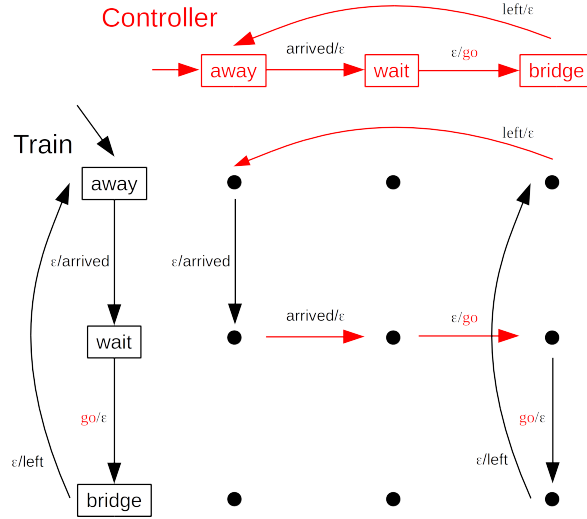 Controller
left/ε
arrived/ε
ε/go
away
wait
bridge
Train
left/ε
away
ε/arrived
ε/arrived
arrived/ε
ε/go
wait
go/ε
go/ε
ε/left
ε/left
bridge